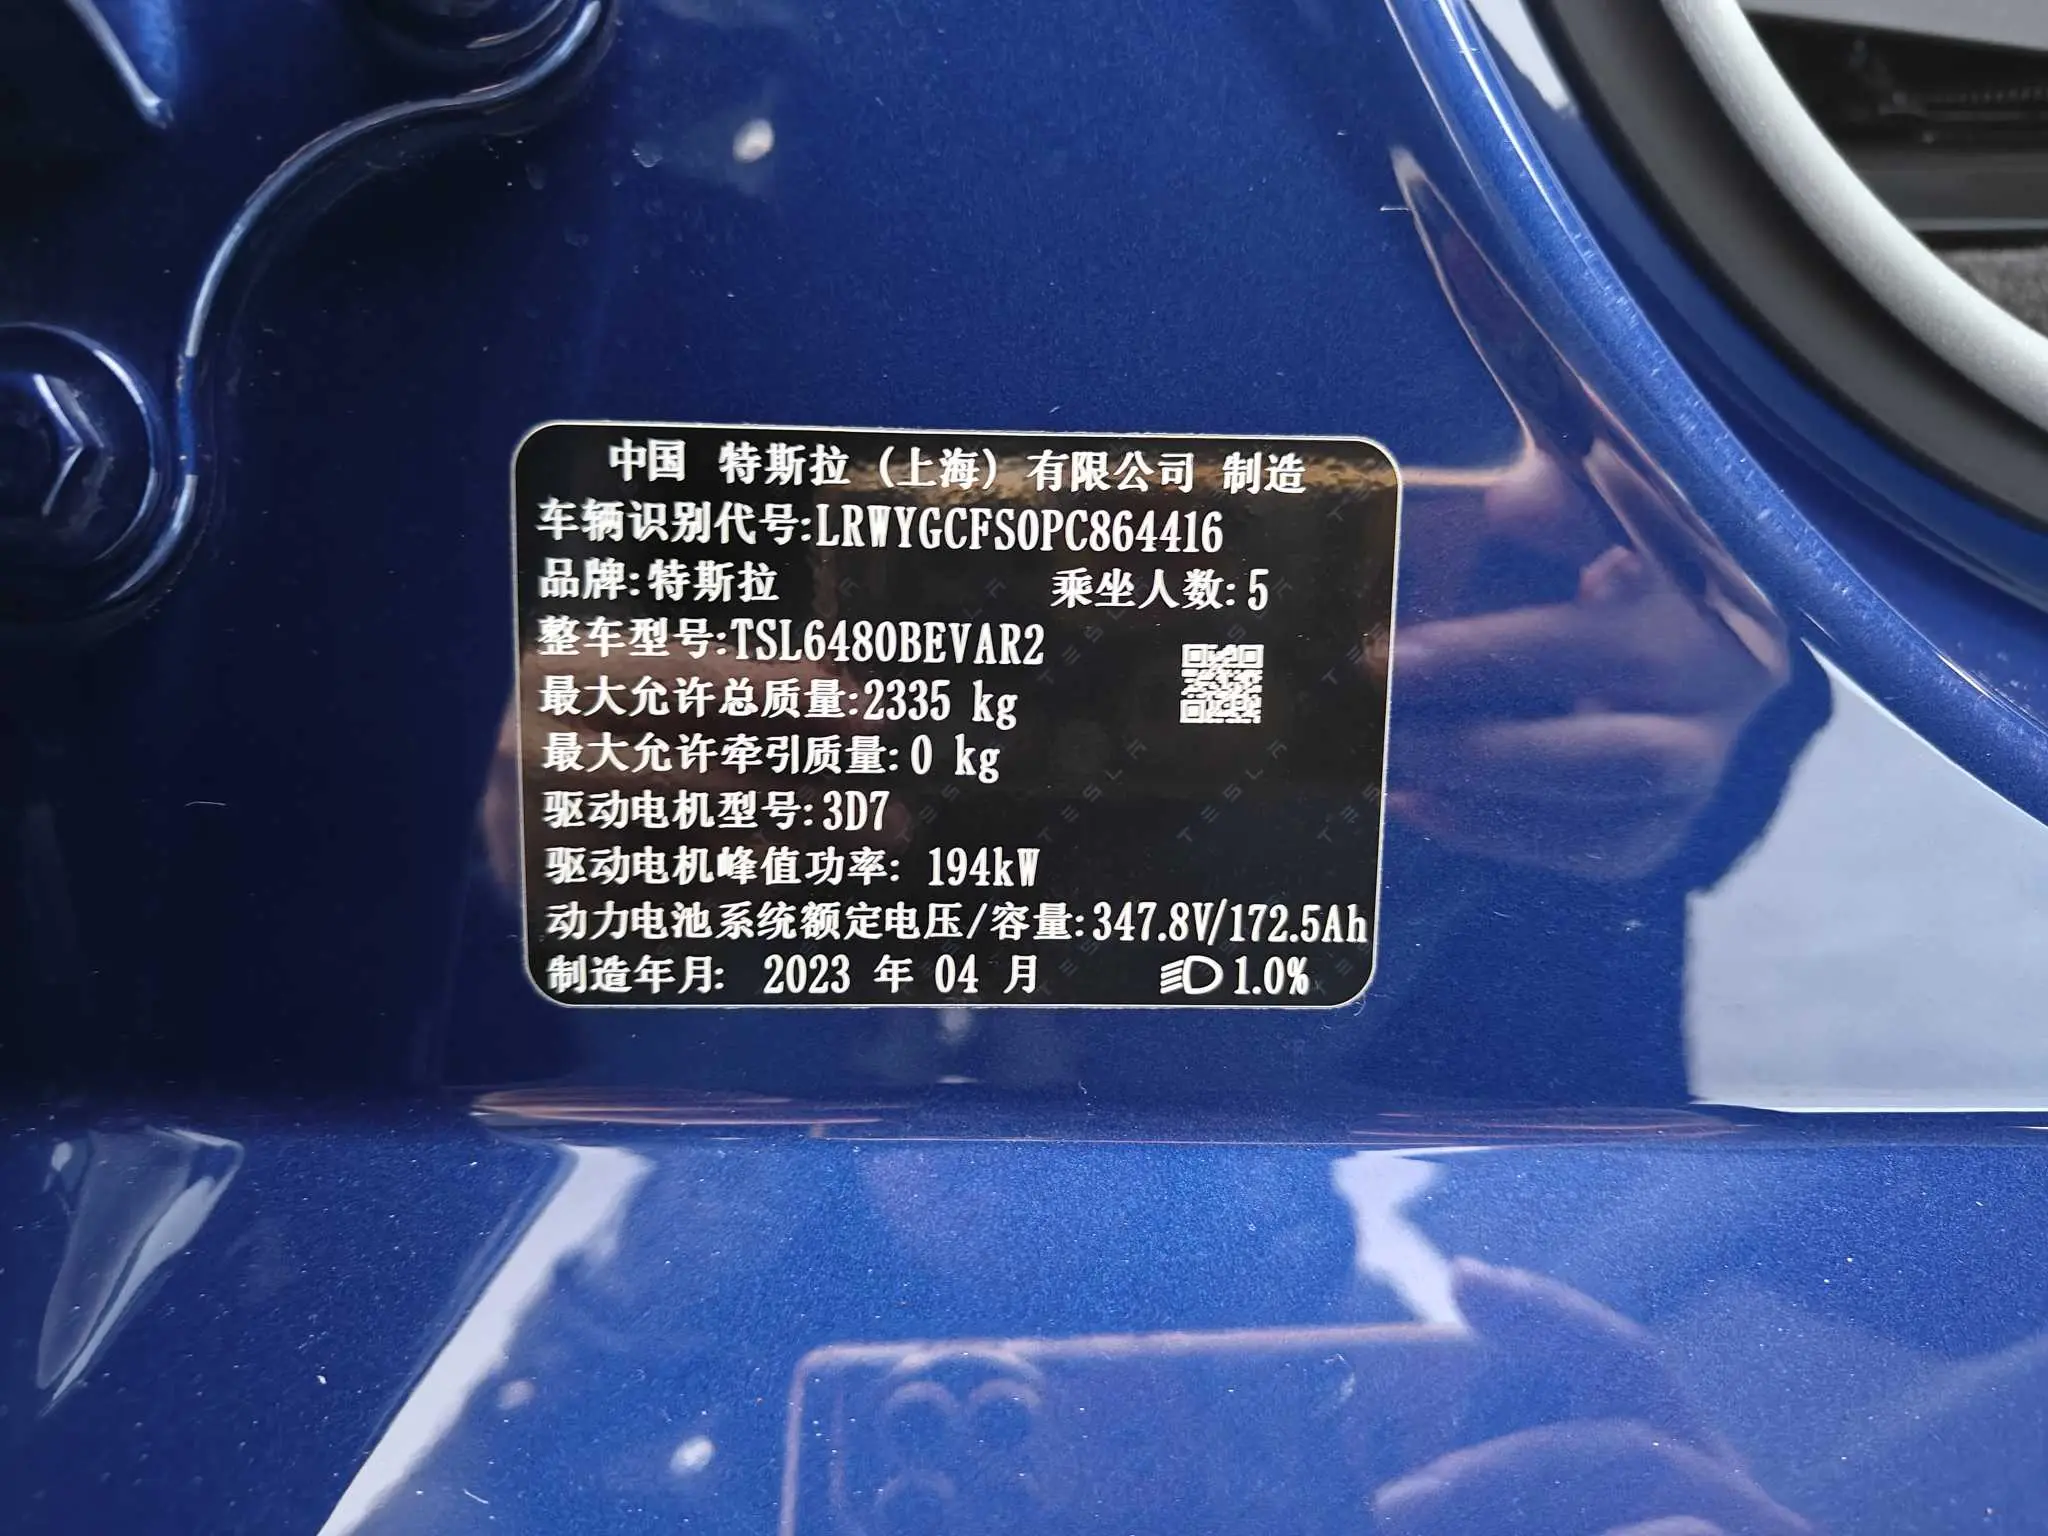 中国 特斯拉 (上海) 有限公司 制造
车辆识别代号:LRWYGCFS0PC864416
品牌:特斯拉 乘坐人数:5
整车型号:TSL6480BEVAR2
最大允许总质量:2335 kg
最大允许牵引质量:0 kg
驱动电机型号:3D7
驱动电机峰值功率: 194kW
动力电池系统额定电压/容量:347.8V/172.5Ah
制造年月: 2023 年 04 月 1.0%